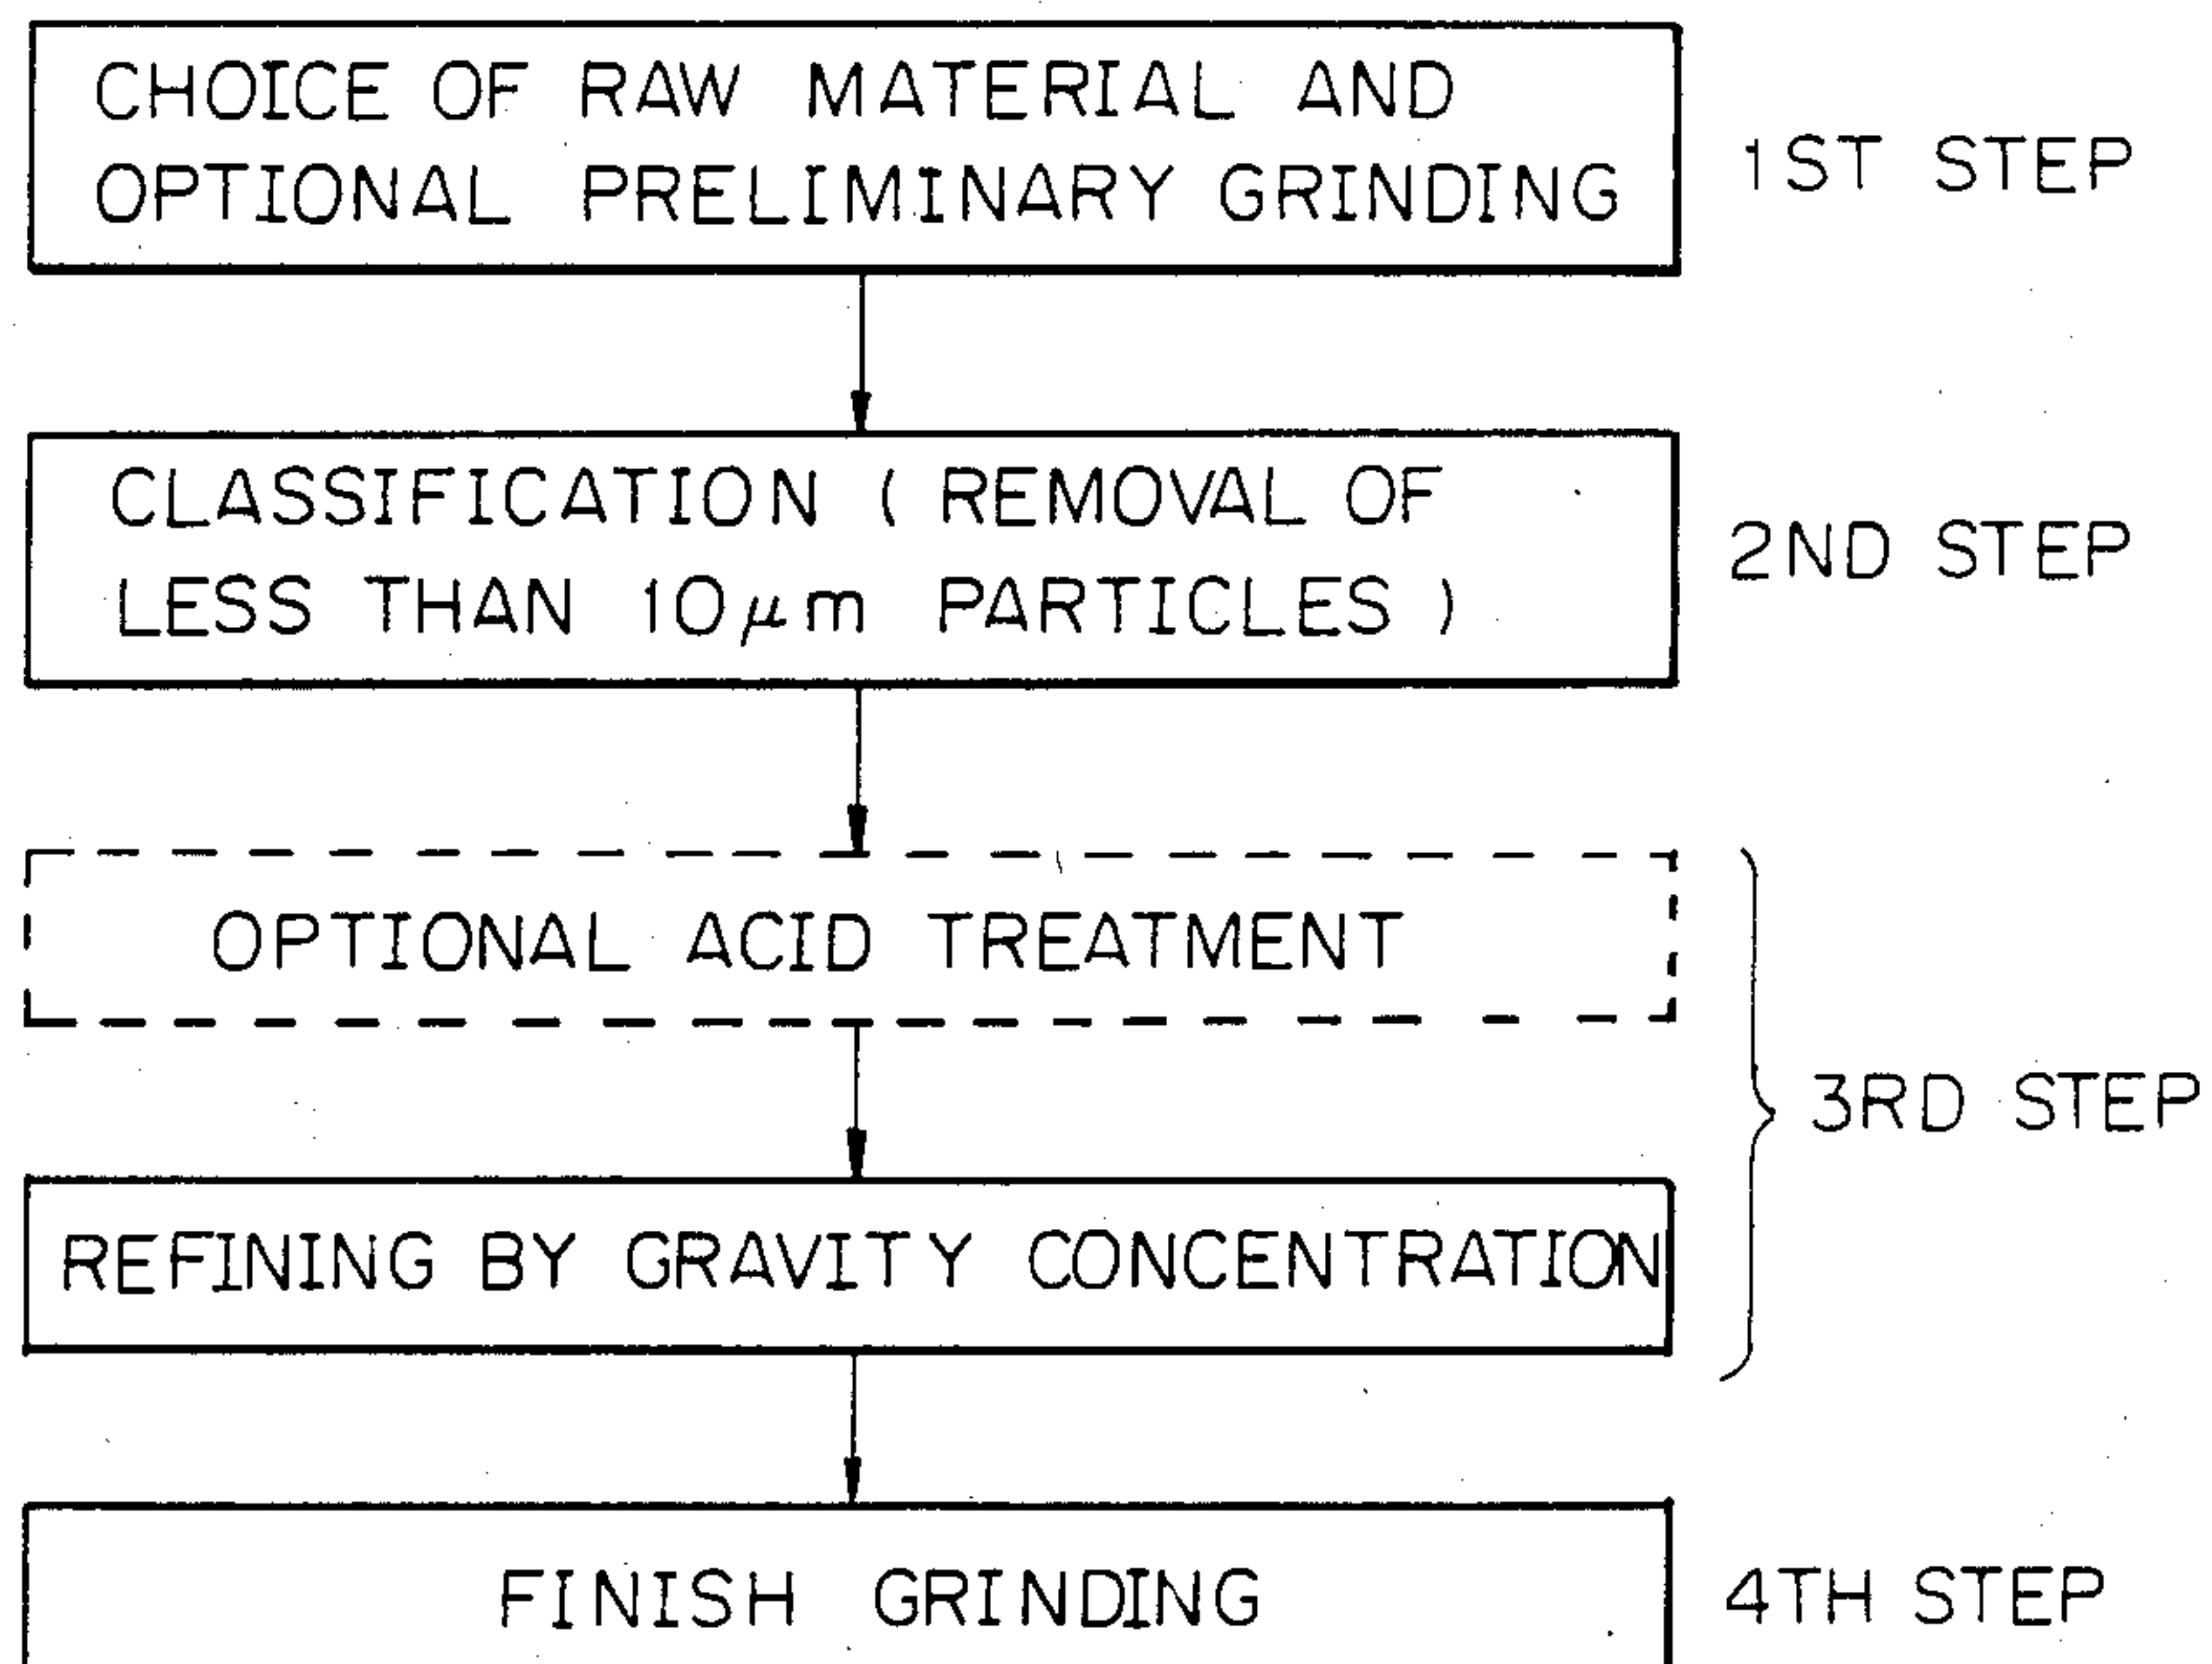 CHOICE OF RAW MATERIAL AND
OPTIONAL PRELIMINARY GRINDING
1ST STEP
CLASSIFICATION ( REMOVAL OF
LESS THAN 10μm PARTICLES )
2ND STEP
OPTIONAL ACID TREATMENT
3RD STEP
REFINING BY GRAVITY CONCENTRATION
FINISH GRINDING
4TH STEP